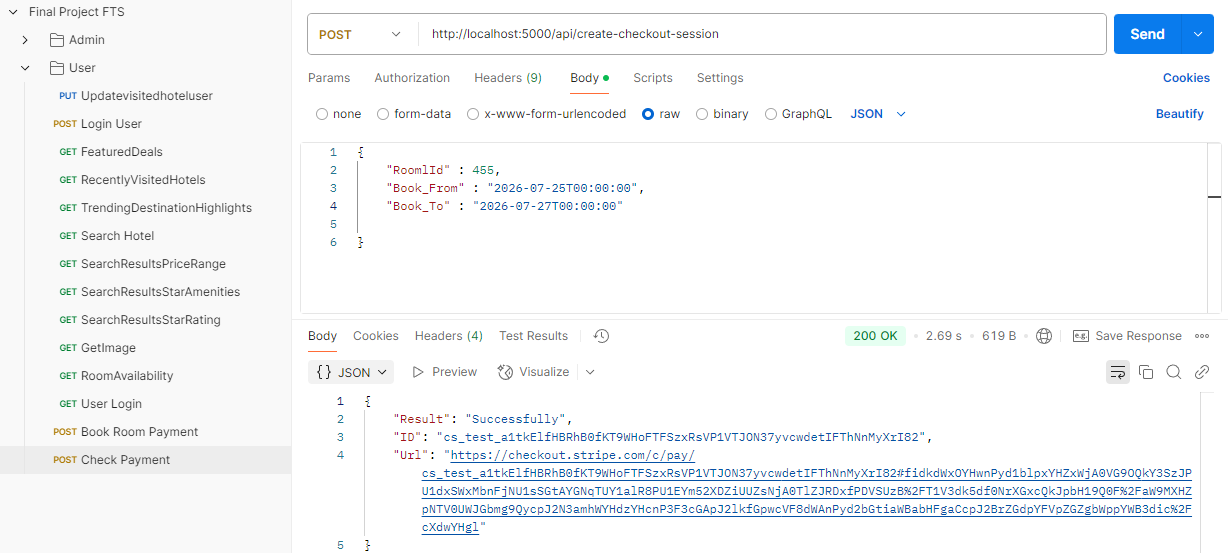 Final Project FTS
Admin
User
PUT Updatevisitedhoteluser
POST Login User
GET FeaturedDeals
GET RecentlyVisitedHotels
GET TrendingDestinationHighlights
GET Search Hotel
GET SearchResultsPriceRange
GET SearchResultsStarAmenities
GET SearchResultsStarRating
GET GetImage
GET RoomAvailability
GET User Login
POST Book Room Payment
POST Check Payment
POST http://localhost:5000/api/create-checkout-session Send
Params Authorization Headers (9) Body Scripts Settings Cookies
none form-data x-www-form-urlencoded raw binary GraphQL JSON Beautify
1 {
2 "RoomlId" : 455,
3 "Book_From" : "2026-07-25T00:00:00",
4 "Book_To" : "2026-07-27T00:00:00"
5
6 }
Body Cookies Headers (4) Test Results 200 OK • 2.69 s • 619 B e.g. Save Response
{} JSON Preview Visualize
1 {
2 "Result": "Successfully",
3 "ID": "cs_test_a1tkElfHBRhB0fKT9WHoFTFSzxRsVP1VTJON37yvcwdetIFThNnMyXrI82",
4 "Url": "https://checkout.stripe.com/c/pay/
cs_test_a1tkElfHBRhB0fKT9WHoFTFSzxRsVP1VTJON37yvcwdetIFThNnMyXrI82#fidkdWxOYHwnPyd1blpxYHZxWjA0VG9OQkY3SzJP
U1dxSWxMbnFjNU1sSGtAYGNqTUY1alR8PU1EYm52XDZiUUZsNjA0TlZJRDxfPDVSUzB%2FT1V3dk5df0NrXGxcQkJpbH19Q0F%2FaW9MXHZ
pNTV0UWJGbmg9QycpJ2N3amhWYHdzYHcnP3F3cGApJ2lkfGpwcVF8dWAnPyd2bGtiaWBabHFgaCcpJ2BrZGdpYFVpZGZgbWppYWB3dic%2F
cXdwYHgl"
5 }